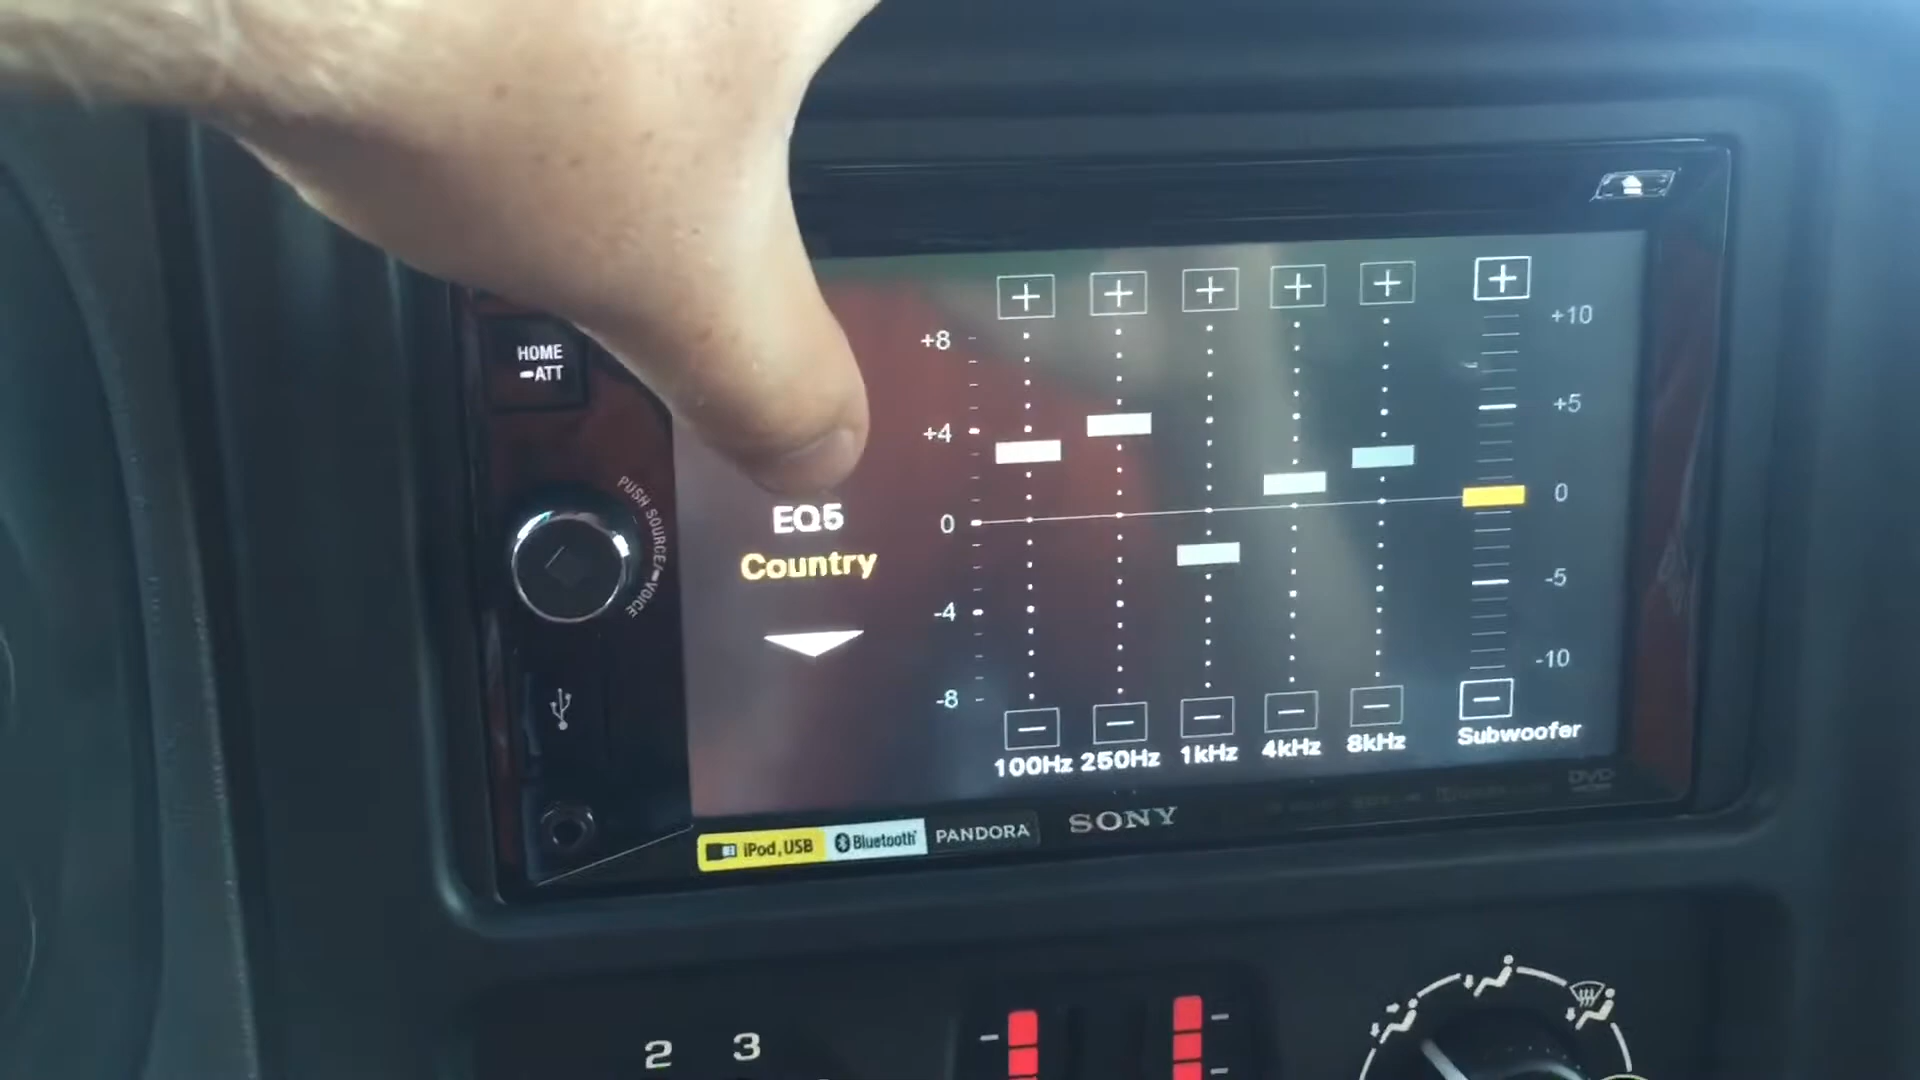 HOME
ATT
PUSH SOURCE/ VOICE
EQ5
Country
+8
+4
0
-4
-8
+10
+5
0
-5
-10
100Hz 250Hz 1kHz 4kHz 8kHz Subwoofer
iPod, USB Bluetooth PANDORA SONY DVD
2 3